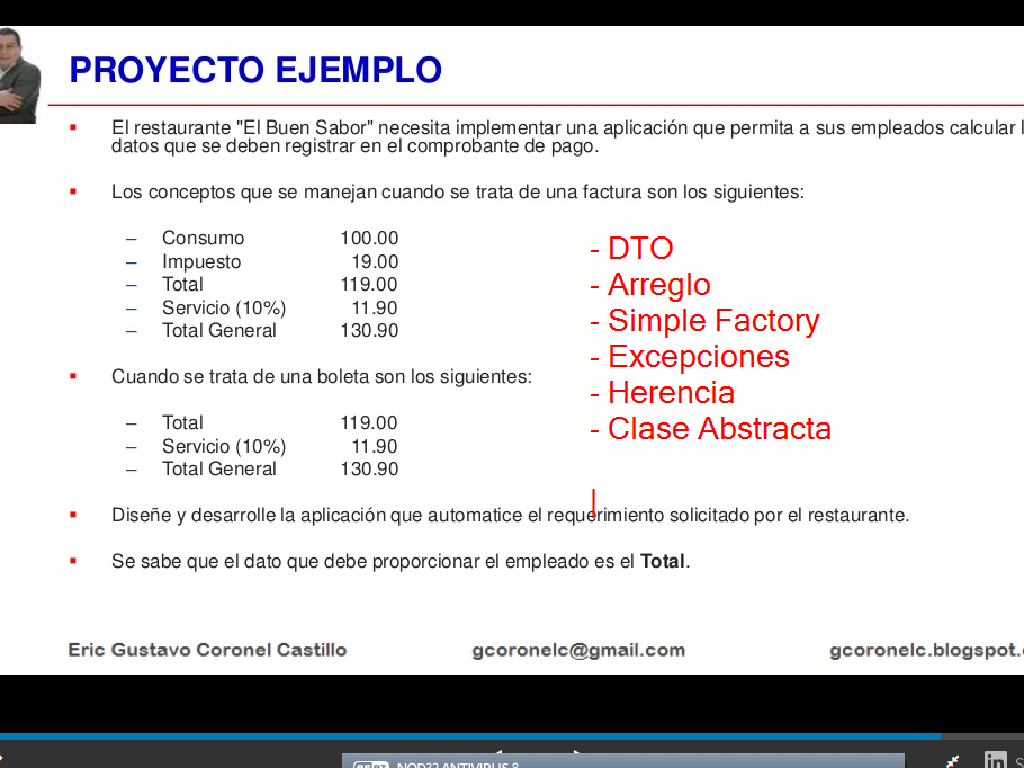 PROYECTO EJEMPLO
El restaurante "El Buen Sabor" necesita implementar una aplicación que permita a sus empleados calcular
datos que se deben registrar en el comprobante de pago.
Los conceptos que se manejan cuando se trata de una factura son los siguientes:
– Consumo 100.00
– Impuesto 19.00
– Total 119.00
– Servicio (10%) 11.90
– Total General 130.90
- DTO
- Arreglo
- Simple Factory
- Excepciones
- Herencia
- Clase Abstracta
Cuando se trata de una boleta son los siguientes:
– Total 119.00
– Servicio (10%) 11.90
– Total General 130.90
Diseñe y desarrolle la aplicación que automatice el requerimiento solicitado por el restaurante.
Se sabe que el dato que debe proporcionar el empleado es el Total.
Eric Gustavo Coronel Castillo gcoronelc@gmail.com gcoronelc.blogspot.
eset NOD32 ANTIVIRUS 8
in